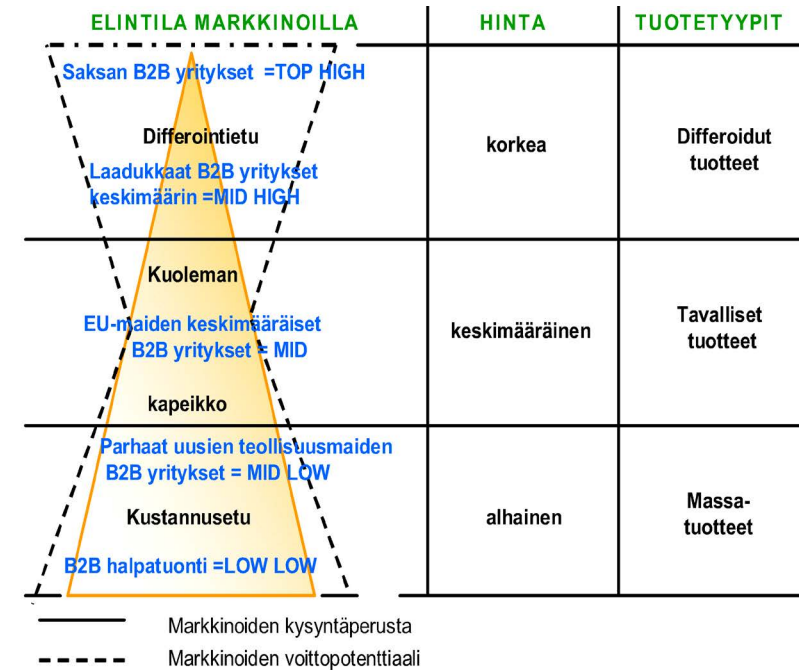 ELINTILA MARKKINOILLA HINTA TUOTETYYPIT
Saksan B2B yritykset =TOP HIGH
Differointietu
Laadukkaat B2B yritykset
keskimäärin =MID HIGH
korkea
Differoidut
tuotteet
Kuoleman
EU-maiden keskimääräiset
B2B yritykset = MID
kapeikko
keskimääräinen
Tavalliset
tuotteet
Parhaat uusien teollisuusmaiden
B2B yritykset = MID LOW
Kustannusetu
B2B halpatuonti =LOW LOW
alhainen
Massa-
tuotteet
Markkinoiden kysyntäperusta
Markkinoiden voittopotenttiaali